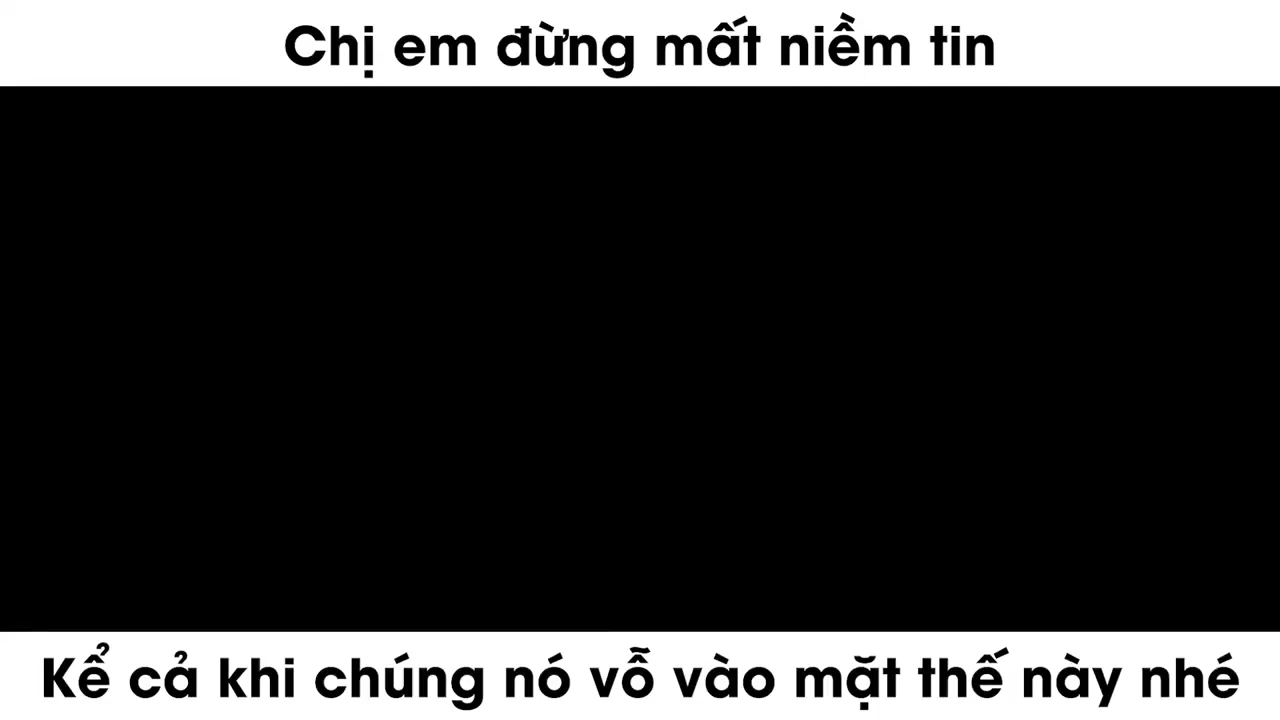 Chị em đừng mất niềm tin
Kể cả khi chúng nó vỗ vào mặt thế này nhé